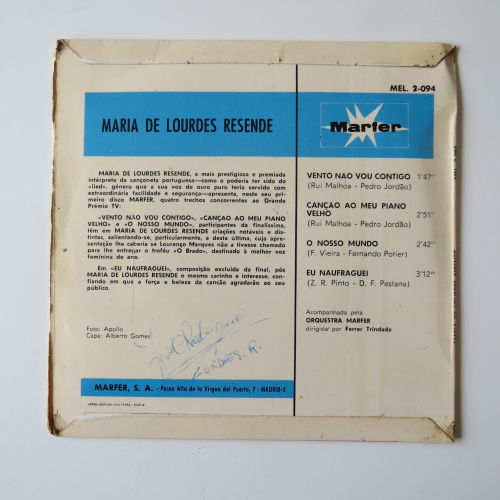 MEL. 2-094
MARIA DE LOURDES RESENDE
Marfer
MARIA DE LOURDES RESENDE, a mais prestigiosa e premiada
intérprete da cançoneta portuguesa—como o poderia ter sido do
«lied», género que a sua voz de ouro puro teria servido com
extraordinária facilidade e segurança—apresenta, neste seu pri-
meiro disco MARFER, quatro trechos concorrentes ao Grande
Prémio TV:
«VENTO NÃO VOU CONTIGO», «CANÇAO AO MEU PIANO
VELHO» e «O NOSSO MUNDO», participantes da finalíssima,
têm em MARIA DE LOURDES RESENDE criações notáveis e dis-
tintas, salientando-se, particularmente, a desta última, cuja apre-
sentação lhe caberia se Lourenço Marques não a tivesse chamado
para lhe entregar o troféu «O Brado», destinado à melhor voz
feminina do ano.
Em «EU NAUFRAGUEI», composição excluída da final, pôs
MARIA DE LOURDES RESENDE o mesmo carinho e interesse, con-
fiando em que a força e beleza da canção agradarão ao seu
público.
VENTO NAO VOU CONTIGO 1'47"
(Rui Malhoa - Pedro Jordão)
CANÇÃO AO MEU PIANO
VELHO 2'51"
(Rui Malhoa - Pedro Jordão)
O NOSSO MUNDO 2'42"
(F. Vieira - Fernando Potier)
EU NAUFRAGUEI 3'12"
(Z. R. Pinto - D. F. Pestana)
Acompanhada pela
ORQUESTRA MARFER
dirigida por Ferrer Trindade
Foto: Apolio
Capa: Alberto Gomes
MARFER, S. A. - Paseo Alto de la Virgen del Puerto, 7 - MADRID-5